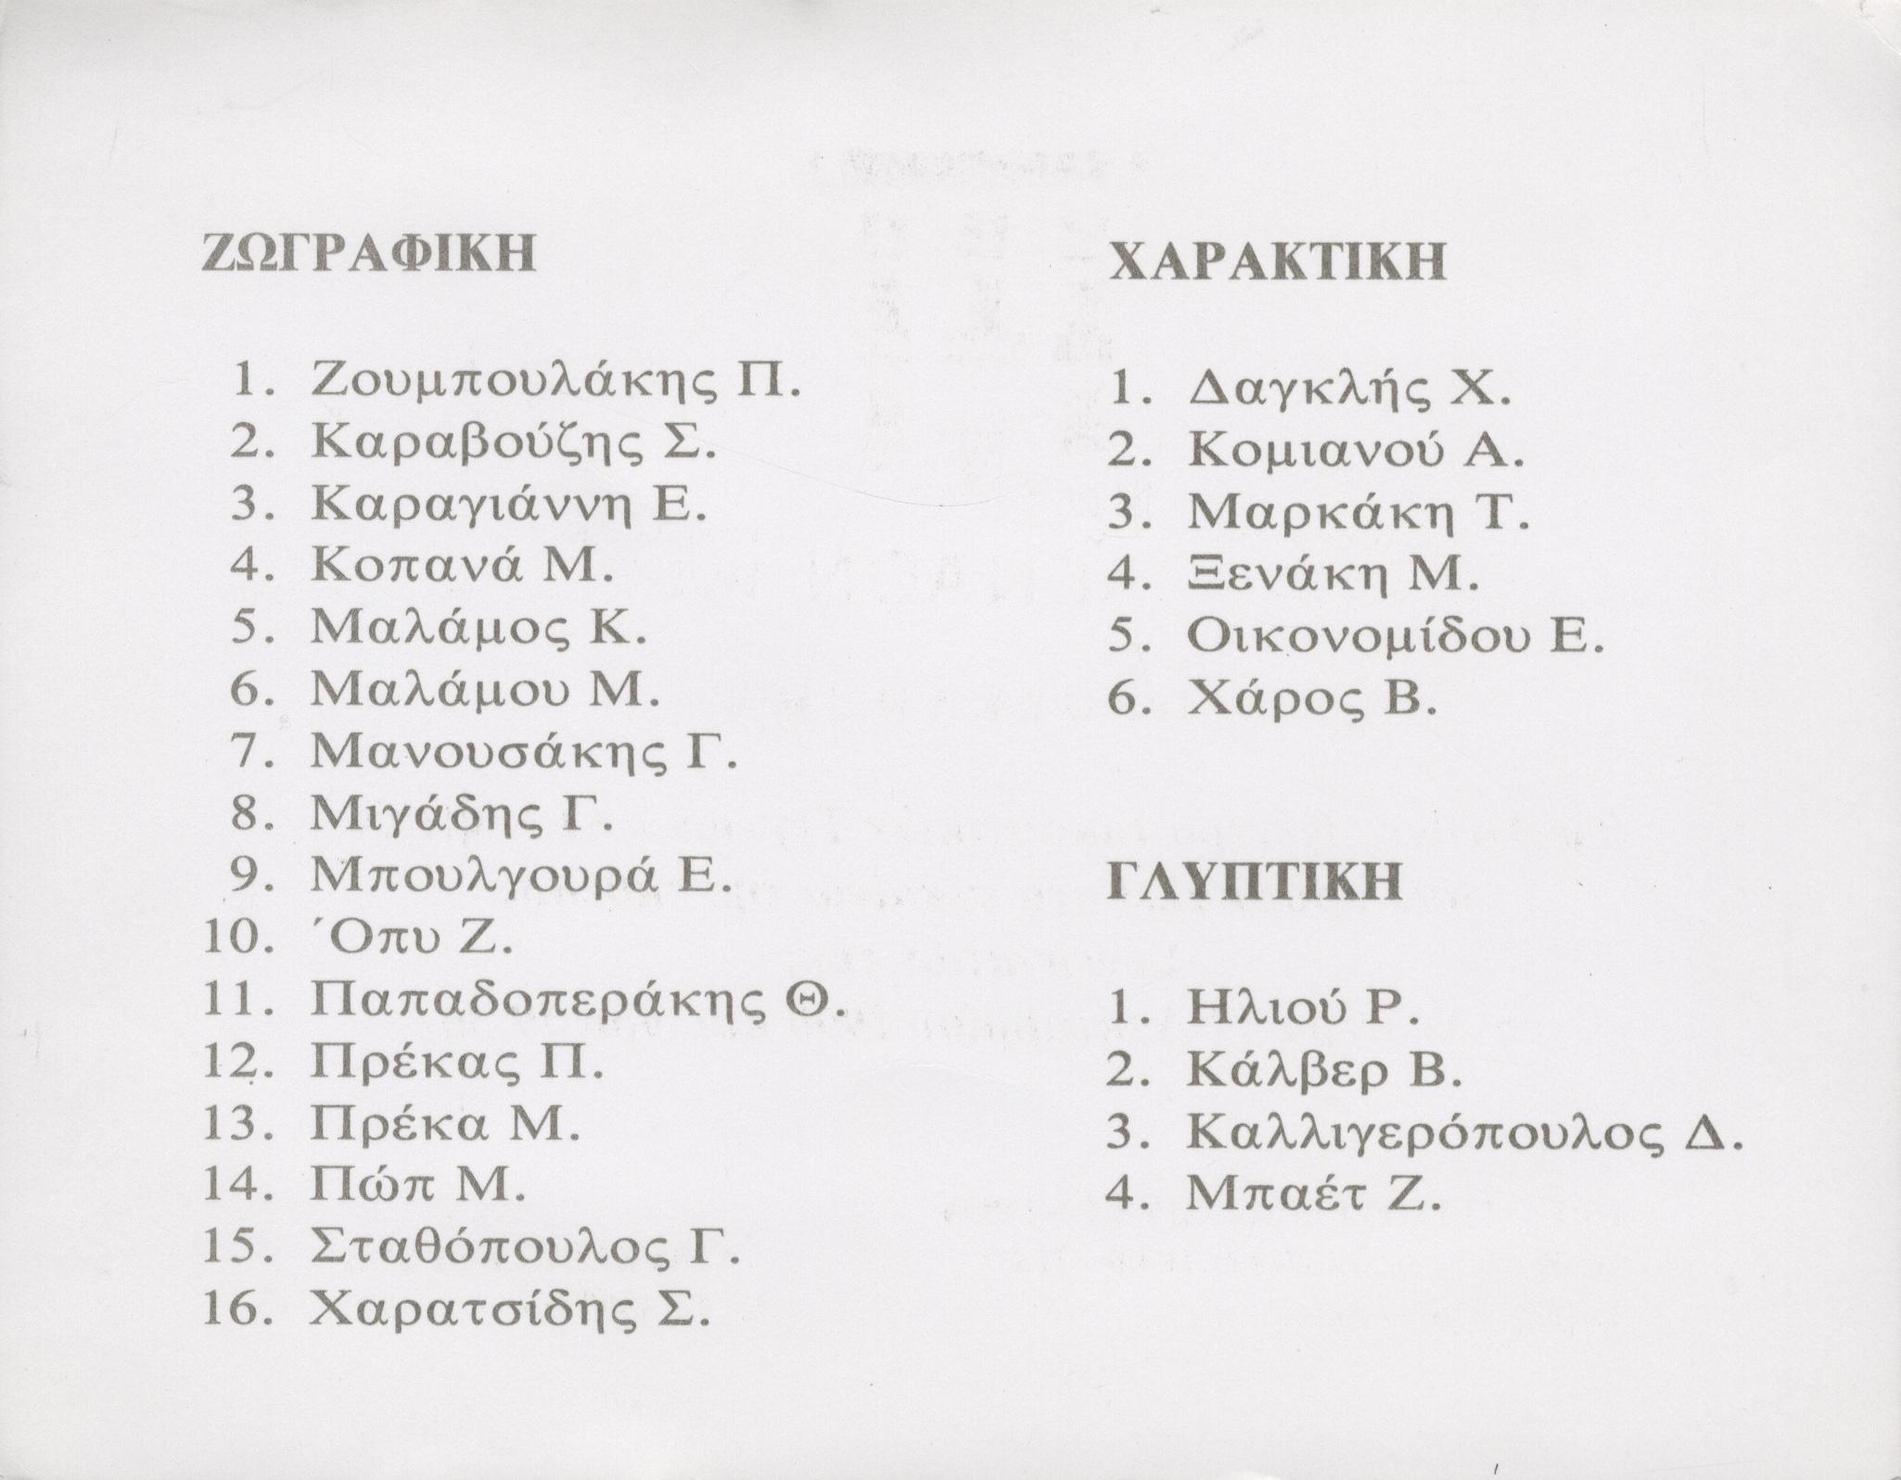 ΖΩΓΡΑΦΙΚΗ
1. Ζουμπουλάκης Π.
2. Καραβούζης Σ.
3. Καραγιάννη Ε.
4. Κοπανά Μ.
5. Μαλάμος Κ.
6. Μαλάμου Μ.
7. Μανουσάκης Γ.
8. Μιγάδης Γ.
9. Μπουλγουρά Ε.
10. Όπυ Ζ.
11. Παπαδοπεράκης Θ.
12. Πρέκας Π.
13. Πρέκα Μ.
14. Πώπ Μ.
15. Σταθόπουλος Γ.
16. Χαρατσίδης Σ.
ΧΑΡΑΚΤΙΚΗ
1. Δαγκλής Χ.
2. Κομιανού Α.
3. Μαρκάκη Τ.
4. Ξενάκη Μ.
5. Οικονομίδου Ε.
6. Χάρος Β.
ΓΛΥΠΤΙΚΗ
1. Ηλιού Ρ.
2. Κάλβερ Β.
3. Καλλιγερόπουλος Δ.
4. Μπαέτ Ζ.